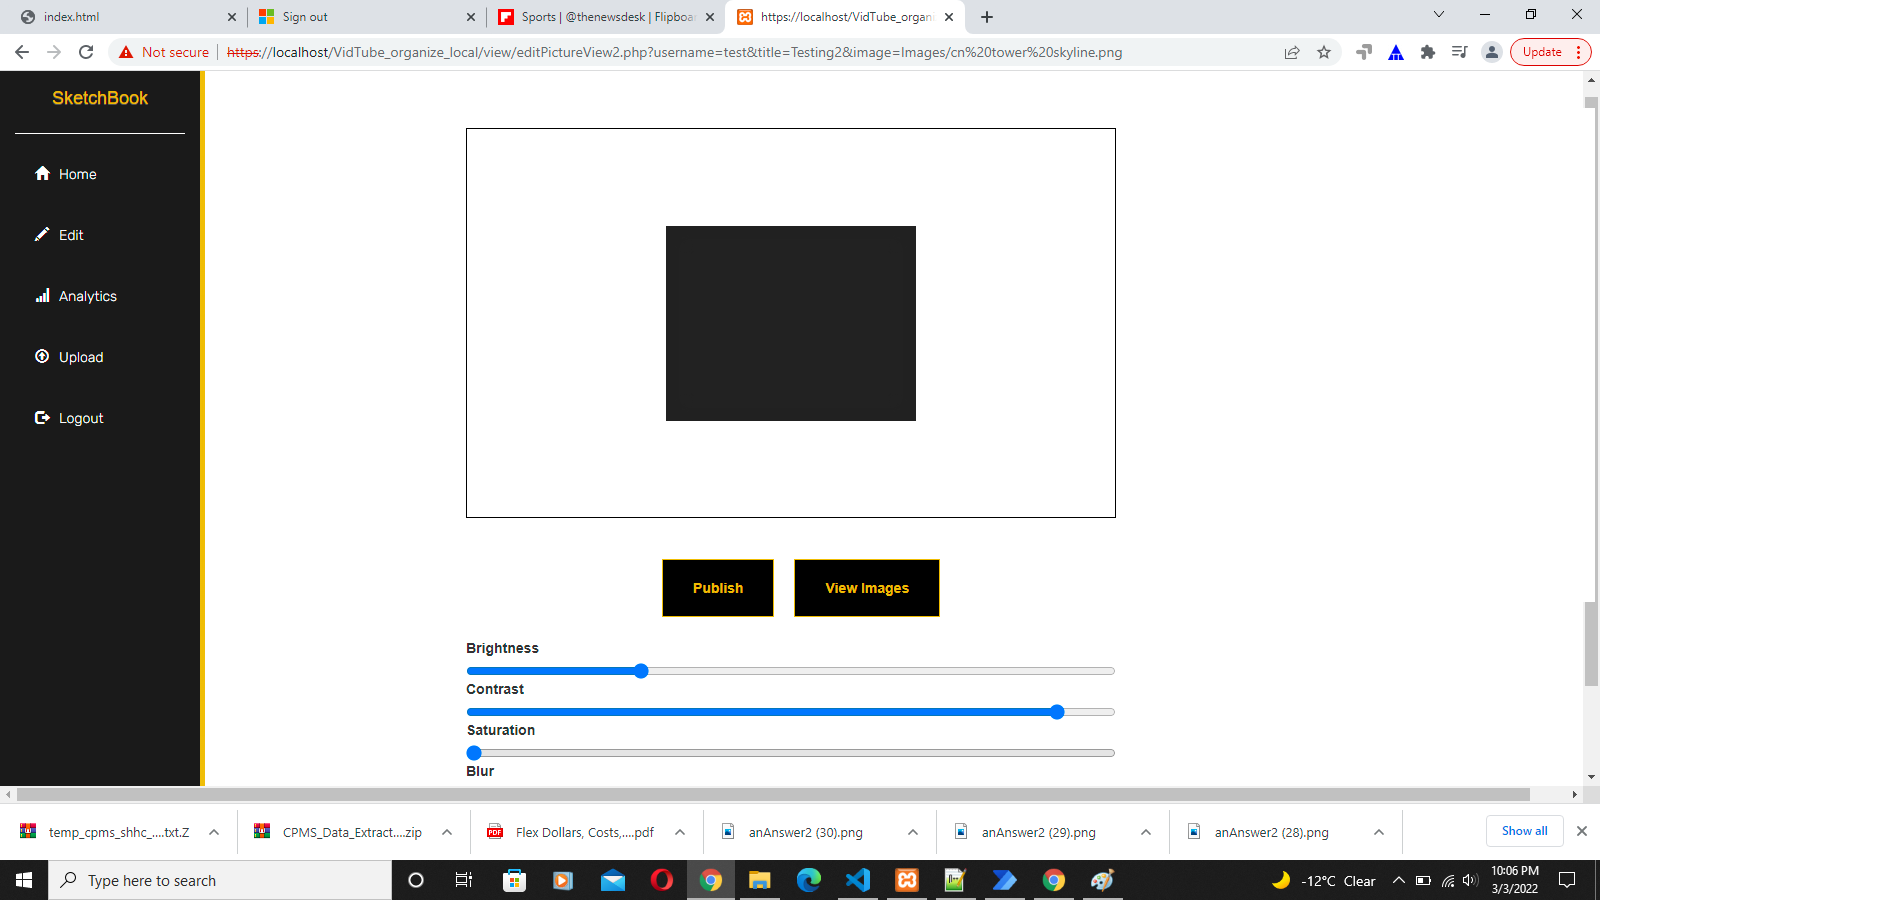 index.html
Sign out
Sports | @thenewsdesk | Flipboar
https://localhost/VidTube_organi
Not secure
https://localhost/VidTube_organize_local/view/editPictureView2.php?username=test&title=Testing2&image=Images/cn%20tower%20skyline.png
Update
SketchBook
Home
Edit
Analytics
Upload
Logout
Publish
View Images
Brightness
Contrast
Saturation
Blur
temp_cpms_shhc_....txt.Z
CPMS_Data_Extract....zip
PDF
Flex Dollars, Costs,....pdf
anAnswer2 (30).png
anAnswer2 (29).png
anAnswer2 (28).png
Show all
Type here to search
-12°C Clear
10:06 PM
3/3/2022